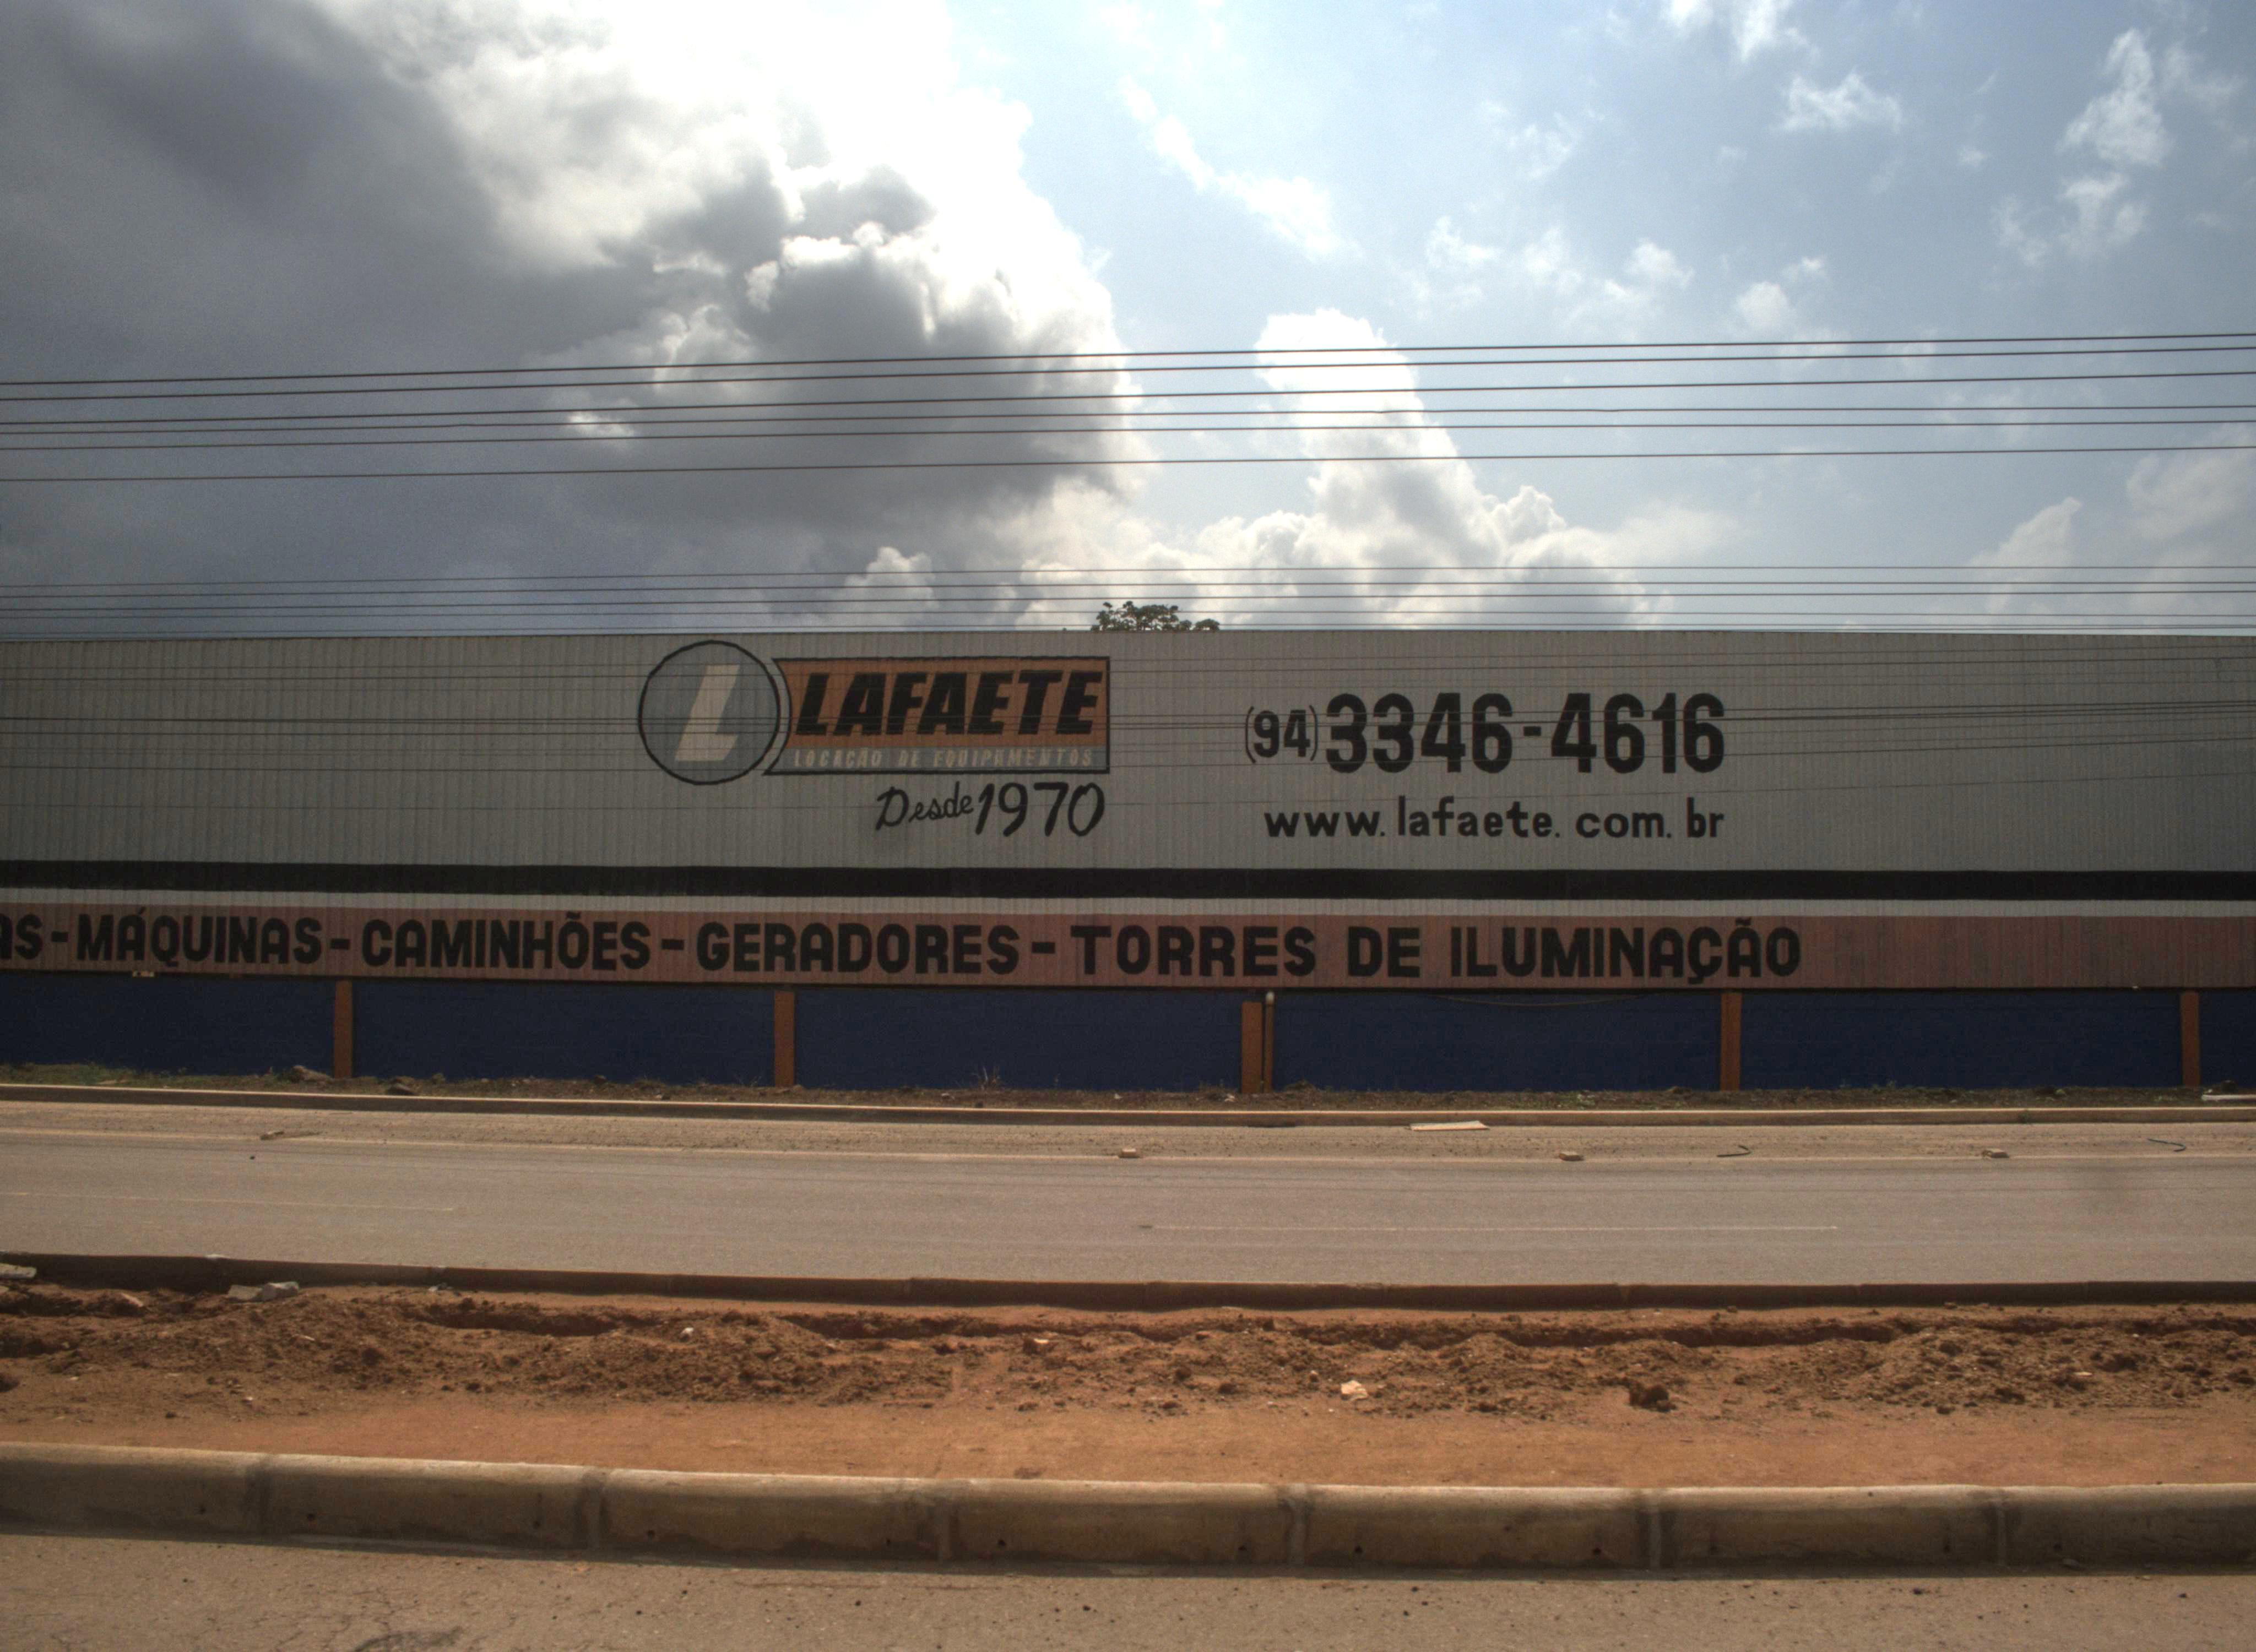 L
LAFAETE
LOCAÇÃO DE EQUIPAMENTOS
Desde 1970
(94) 3346-4616
www.lafaete.com.br
AS - MÁQUINAS - CAMINHÕES - GERADORES - TORRES DE ILUMINAÇÃO